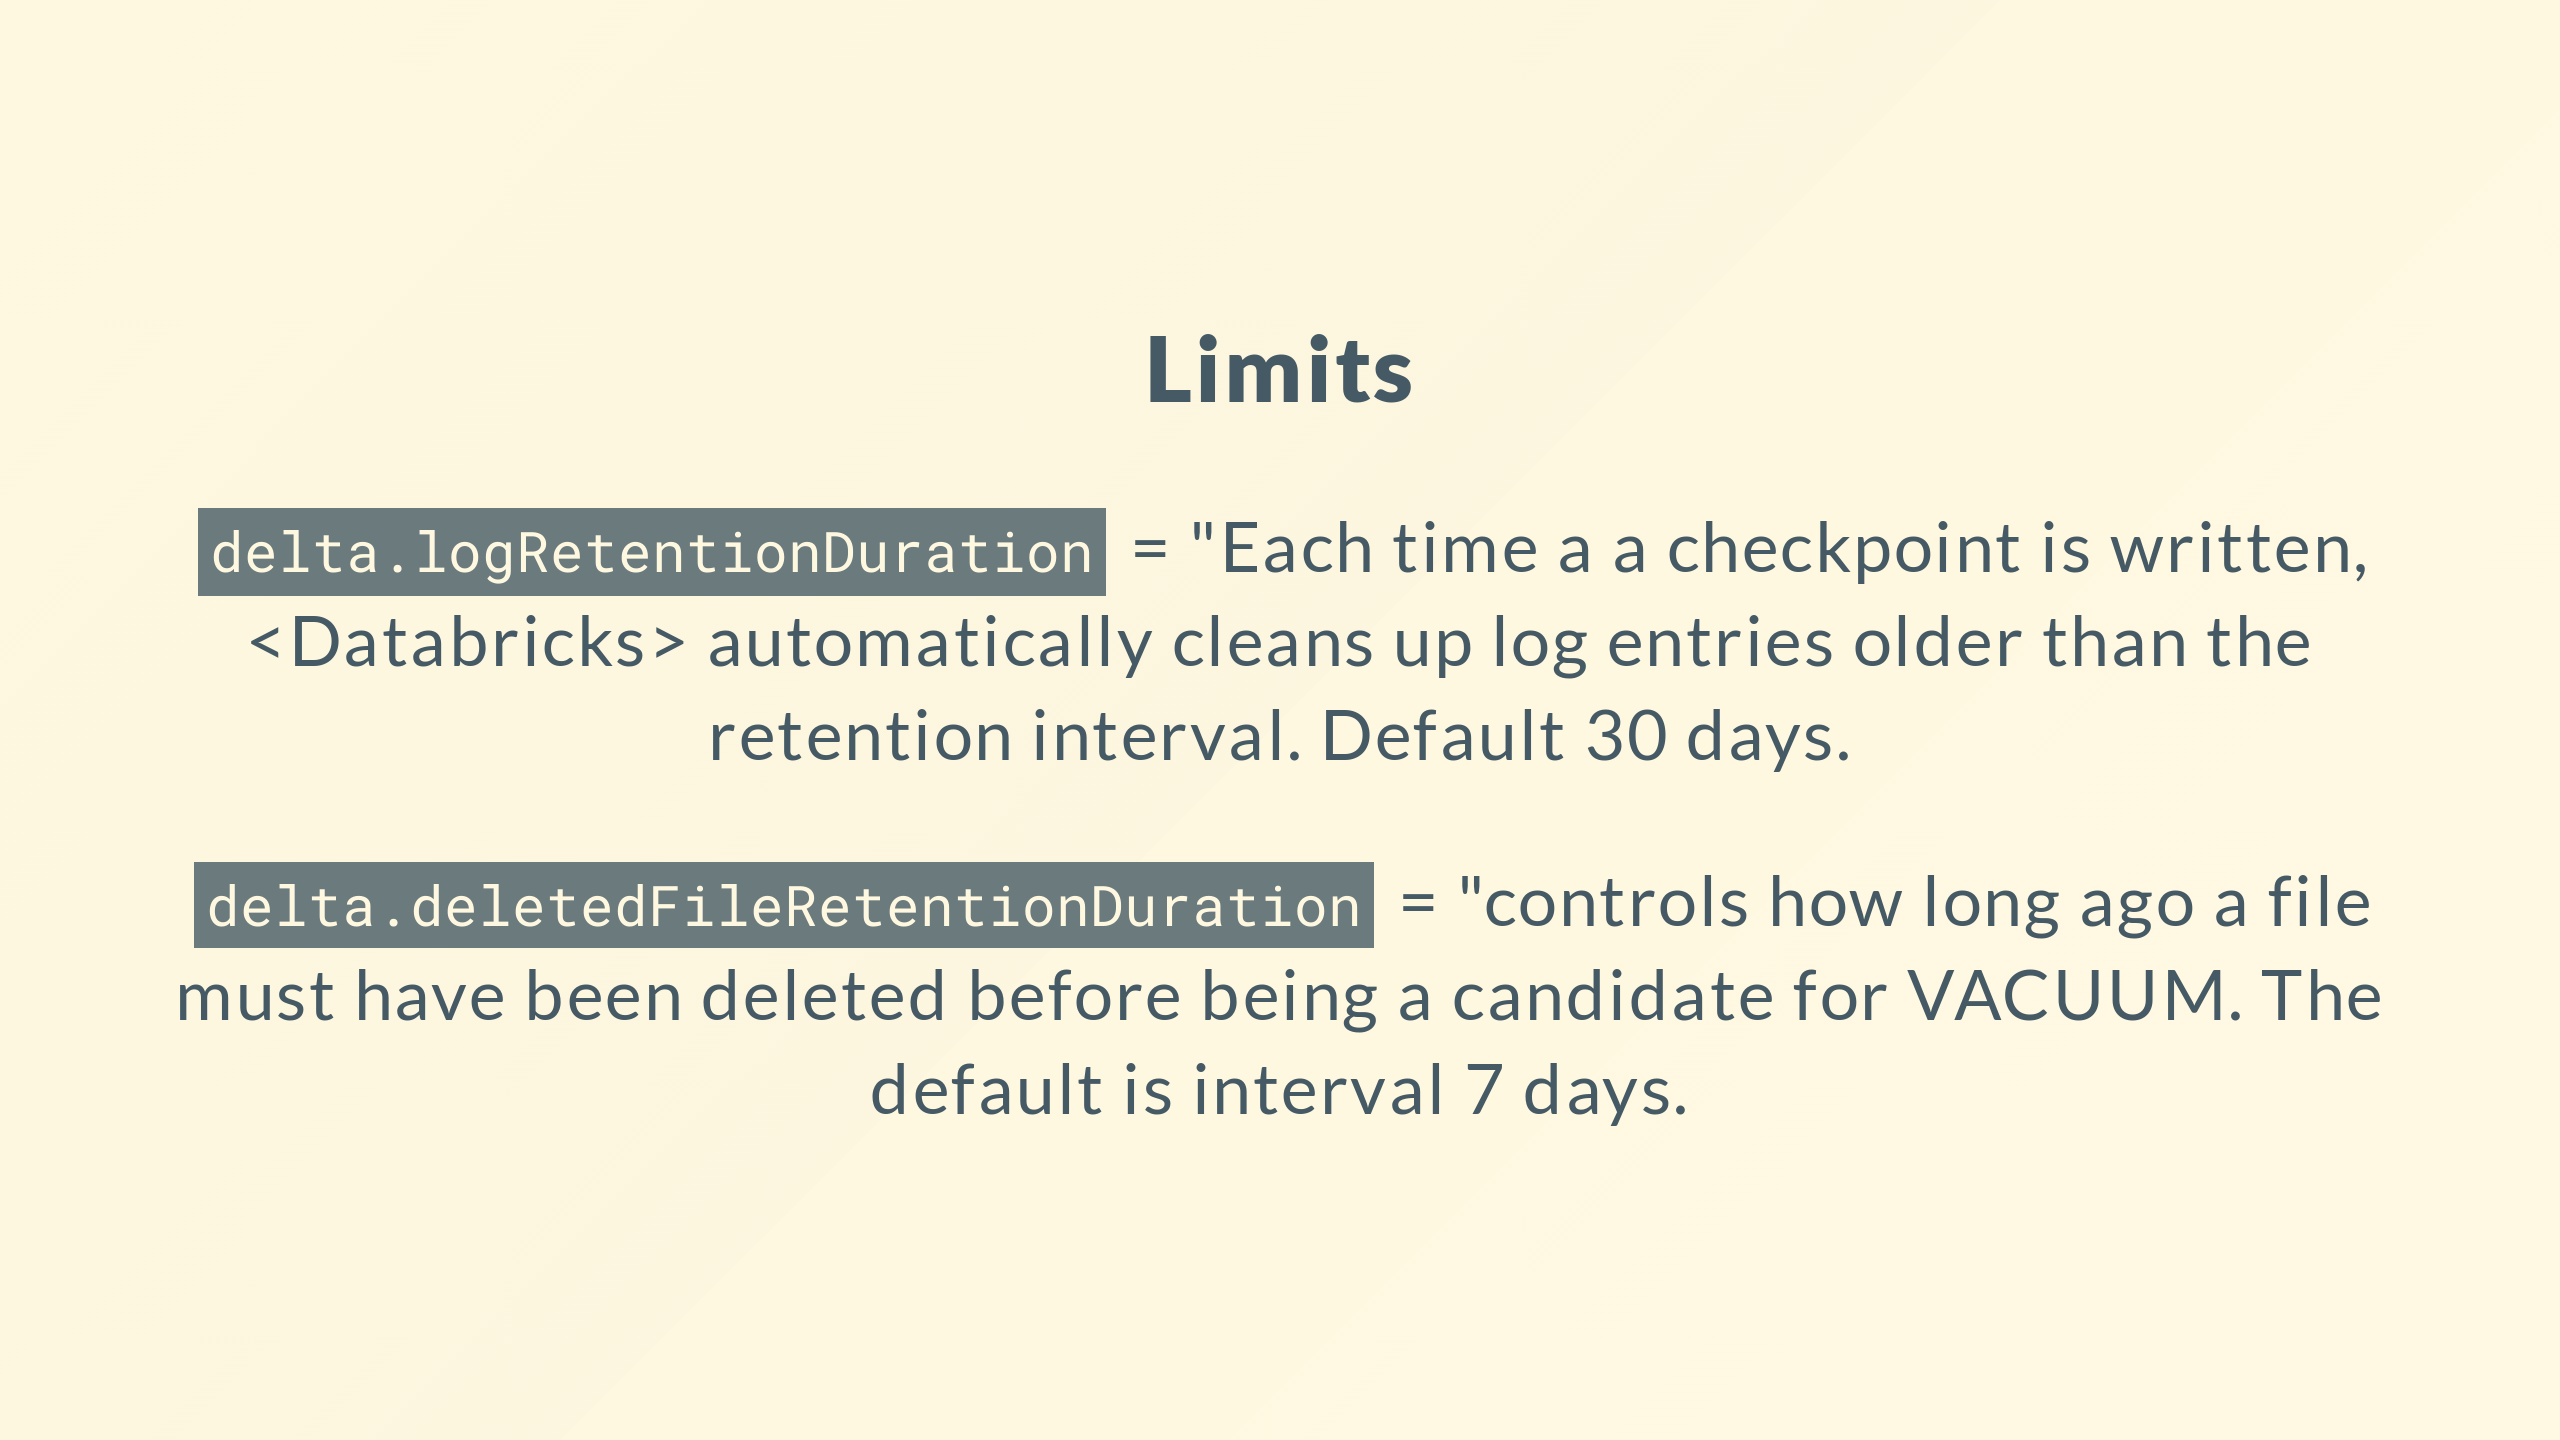 Limits
delta.logRetentionDuration = "Each time a a checkpoint is written,
<Databricks> automatically cleans up log entries older than the
retention interval. Default 30 days.
delta.deletedFileRetentionDuration = "controls how long ago a file
must have been deleted before being a candidate for VACUUM. The
default is interval 7 days.